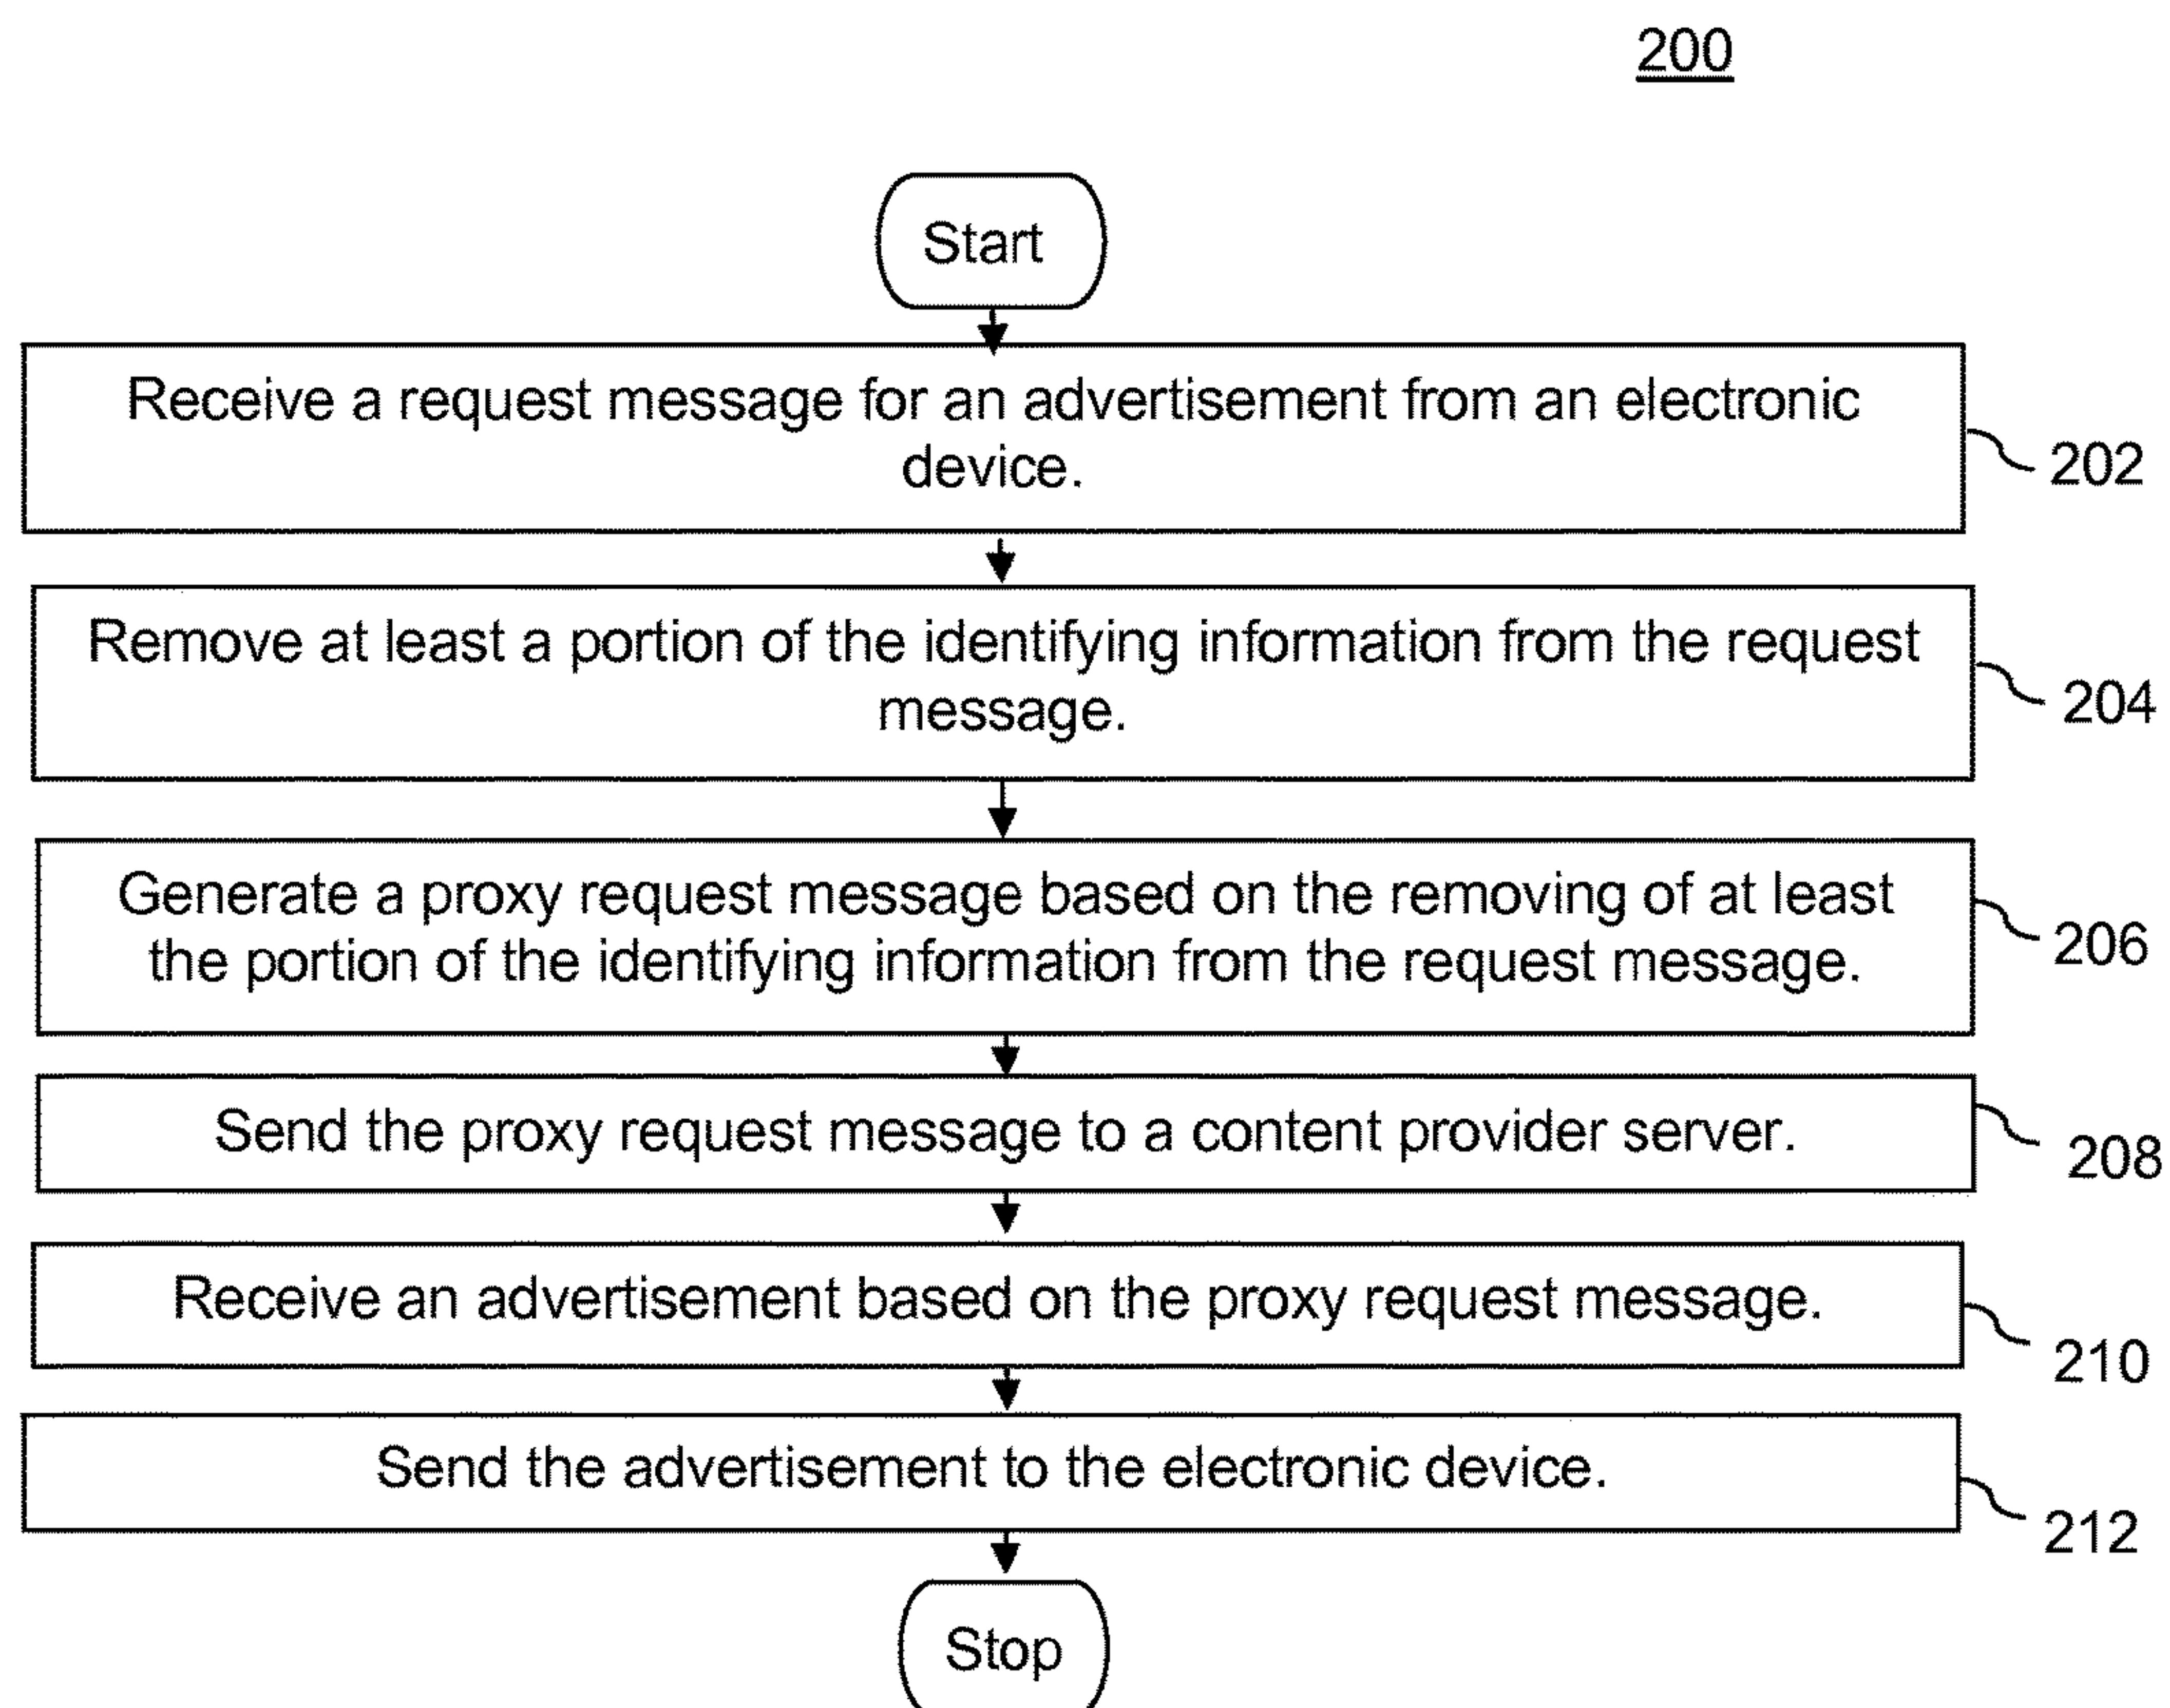 200
Start
Receive a request message for an advertisement from an electronic
device.
202
Remove at least a portion of the identifying information from the request
message.
204
Generate a proxy request message based on the removing of at least
the portion of the identifying information from the request message.
206
Send the proxy request message to a content provider server.
208
Receive an advertisement based on the proxy request message.
210
Send the advertisement to the electronic device.
212
Stop